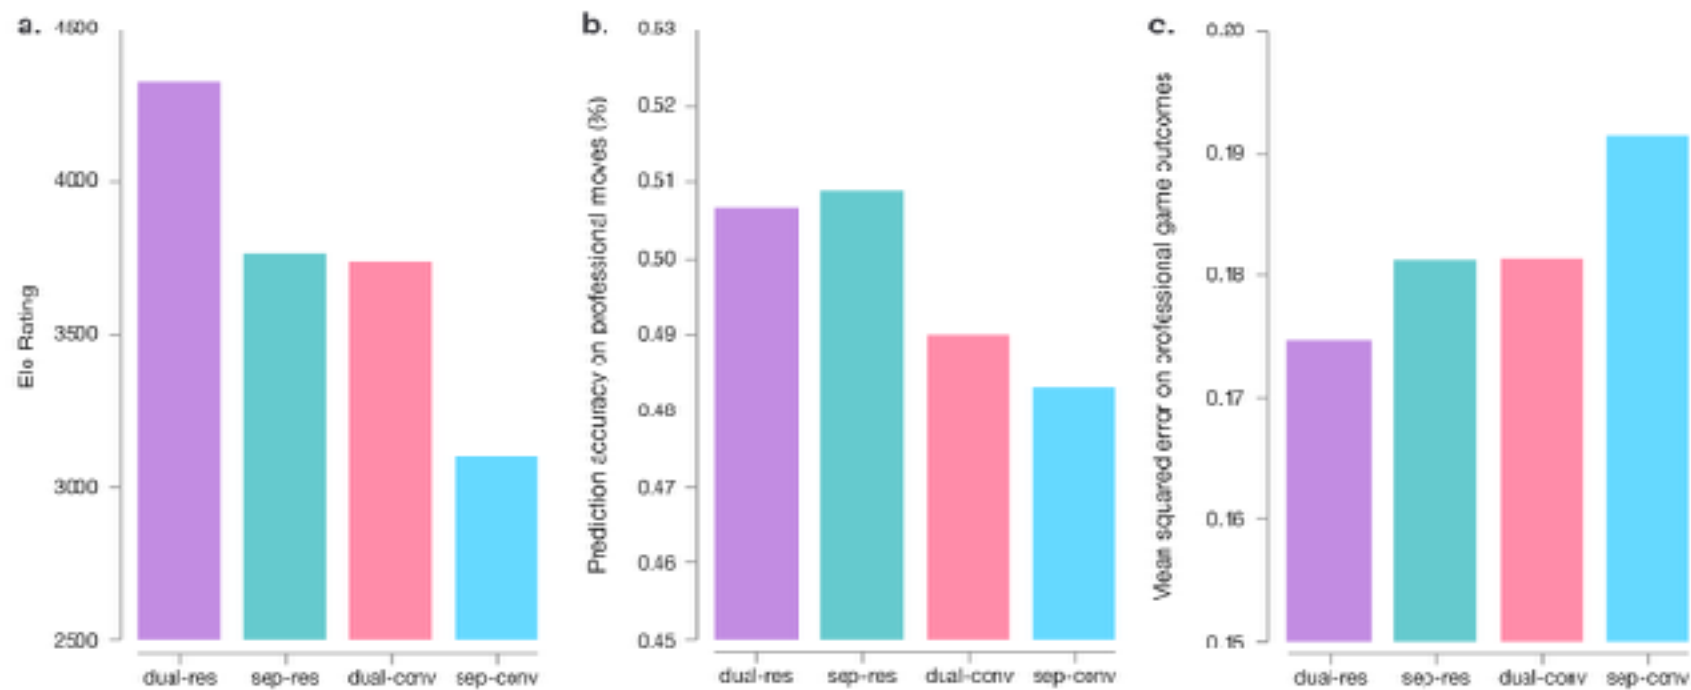 a.
4500
4000
3500
3000
2500
Elo Rating
dual-res sep-res dual-conv sep-conv
b.
0.53
0.52
0.51
0.50
0.49
0.48
0.47
0.46
0.45
Prediction accuracy on professional moves (%)
dual-res sep-res dual-conv sep-conv
c.
0.20
0.19
0.18
0.17
0.16
0.15
Mean squared error on professional game outcomes
dual-res sep-res dual-conv sep-conv